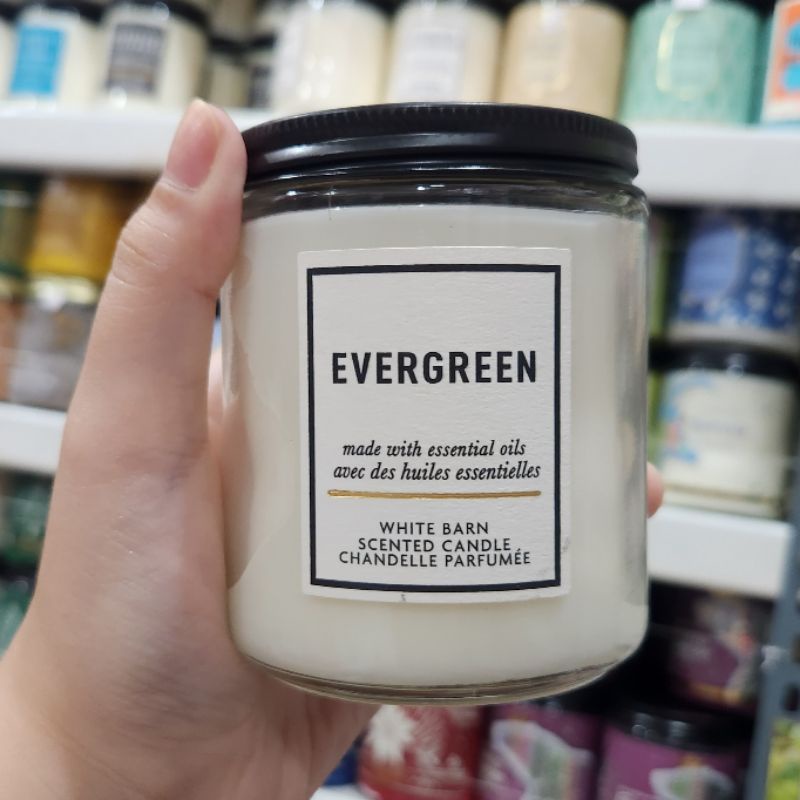 EVERGREEN
made with essential oils
avec des huiles essentielles
WHITE BARN
SCENTED CANDLE
CHANDELLE PARFUMÉE